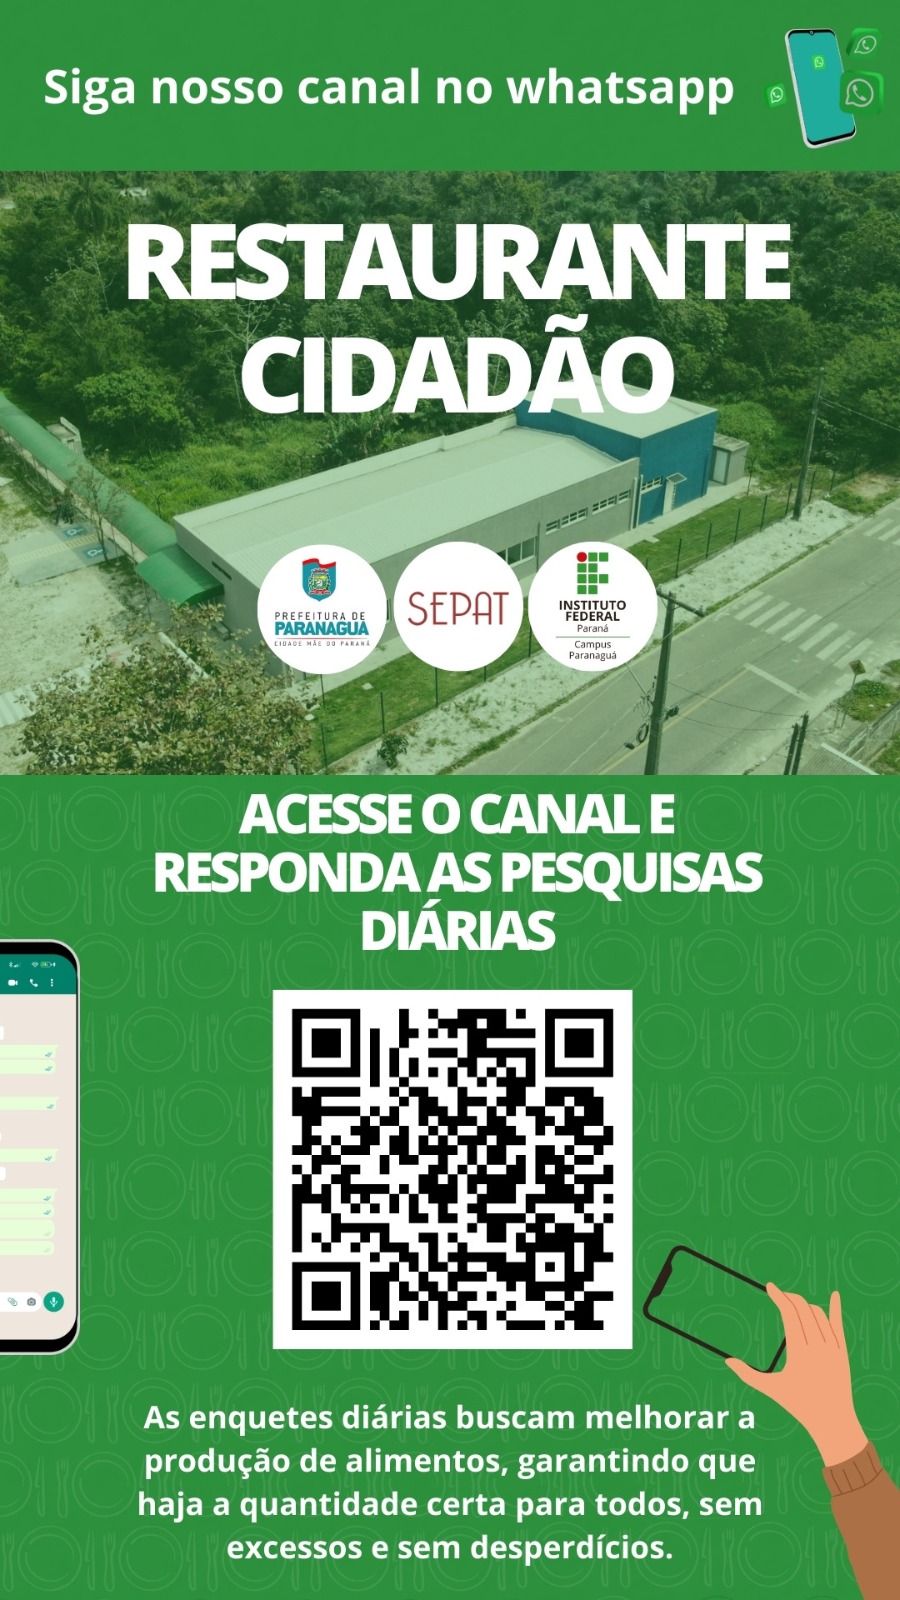 Siga nosso canal no whatsapp
RESTAURANTE
CIDADÃO
PREFEITURA DE
PARANAGUÁ
CIDADE MÃE DO PARANÁ
SEPAT
INSTITUTO
FEDERAL
Paraná
Campus
Paranaguá
ACESSE O CANAL E
RESPONDA AS PESQUISAS
DIÁRIAS
As enquetes diárias buscam melhorar a
produção de alimentos, garantindo que
haja a quantidade certa para todos, sem
excessos e sem desperdícios.